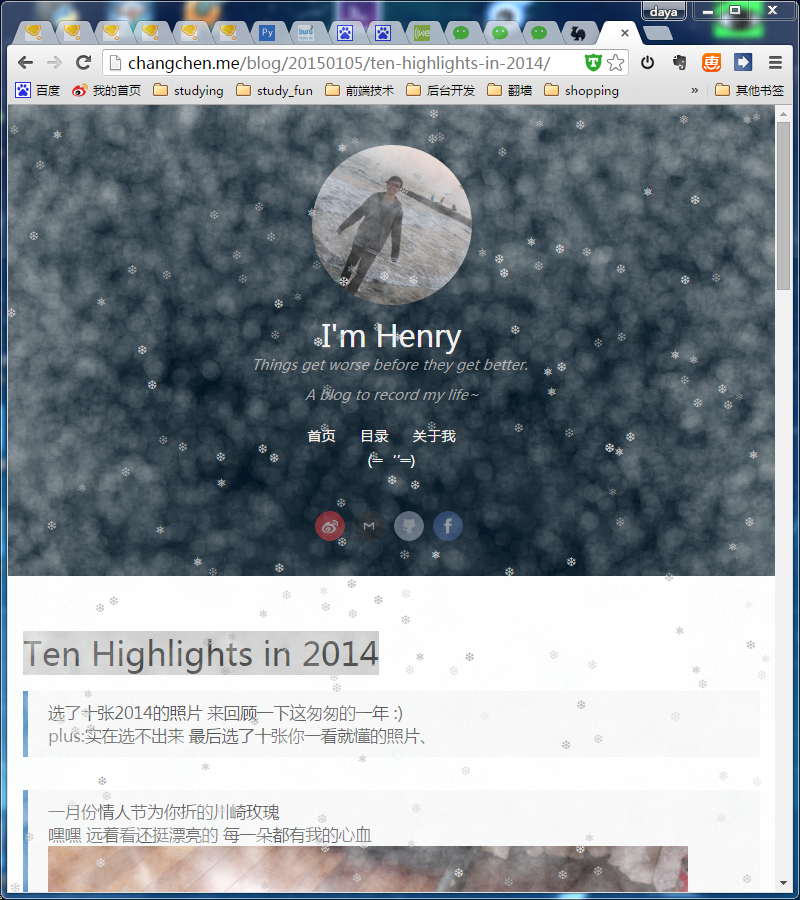 daya
changchen.me/blog/20150105/ten-highlights-in-2014/
百度 我的首页 studying study_fun 前端技术 后台开发 翻墙 shopping » 其他书签
I'm Henry
Things get worse before they get better.
A blog to record my life~
首页 目录 关于我
Ten Highlights in 2014
选了十张2014的照片 来回顾一下这匆匆的一年 :)
plus:实在选不出来 最后选了十张你一看就懂的照片、
一月份情人节为你折的川崎玫瑰
嘿嘿 远着看还挺漂亮的 每一朵都有我的心血